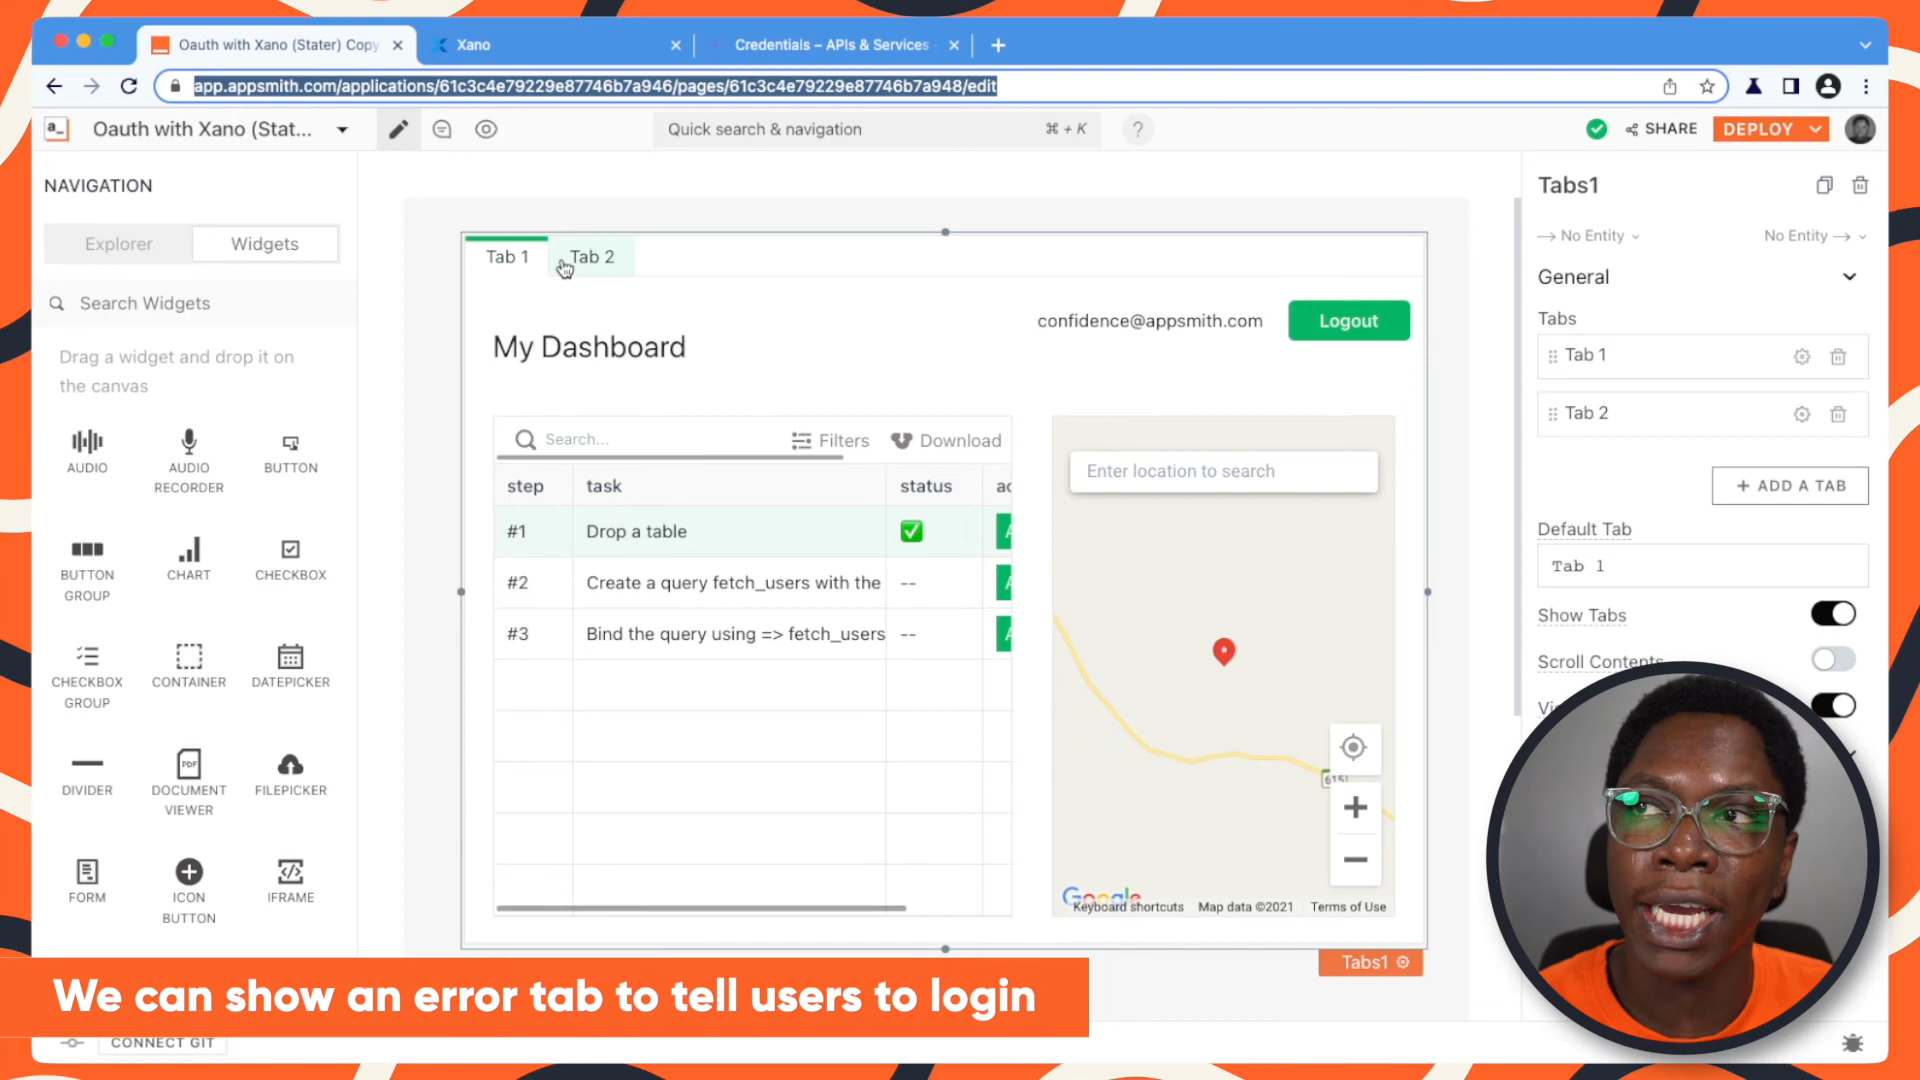 Oauth with Xano (Stater) Copy
Xano
Credentials – APIs & Services
app.appsmith.com/applications/61c3c4e79229e87746b7a946/pages/61c3c4e79229e87746b7a948/edit
a_
Oauth with Xano (Stat...
Quick search & navigation
⌘ + K
?
SHARE
DEPLOY
NAVIGATION
Explorer
Widgets
Search Widgets
Drag a widget and drop it on
the canvas
AUDIO
AUDIO
RECORDER
BUTTON
BUTTON
GROUP
CHART
CHECKBOX
CHECKBOX
GROUP
CONTAINER
DATEPICKER
DIVIDER
PDF
DOCUMENT
VIEWER
FILEPICKER
FORM
ICON
BUTTON
IFRAME
Tab 1
Tab 2
confidence@appsmith.com
Logout
My Dashboard
Search...
Filters
Download
step
task
status
#1
Drop a table
#2
Create a query fetch_users with the
--
#3
Bind the query using => fetch_users
--
Enter location to search
Google
Keyboard shortcuts
Map data ©2021
Terms of Use
Tabs1
Tabs1
No Entity
No Entity
General
Tabs
Tab 1
Tab 2
+ ADD A TAB
Default Tab
Tab 1
Show Tabs
Scroll Contents
We can show an error tab to tell users to login
CONNECT GIT